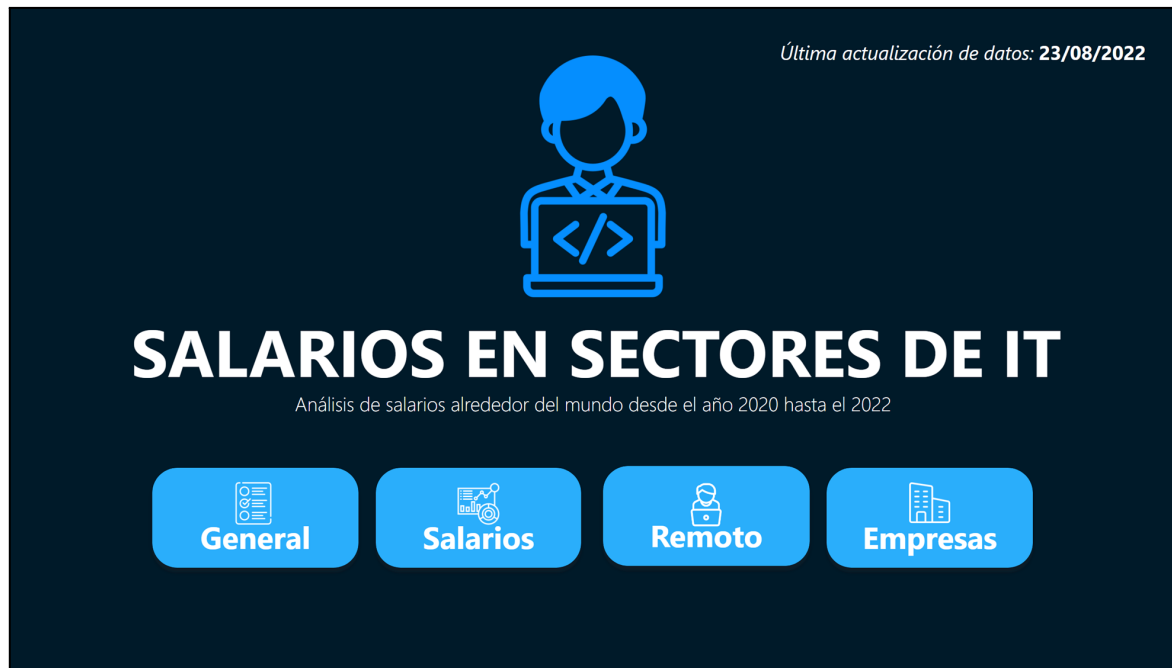 Última actualización de datos: 23/08/2022
</>
SALARIOS EN SECTORES DE IT
Análisis de salarios alrededor del mundo desde el año 2020 hasta el 2022
General
Salarios
Remoto
Empresas